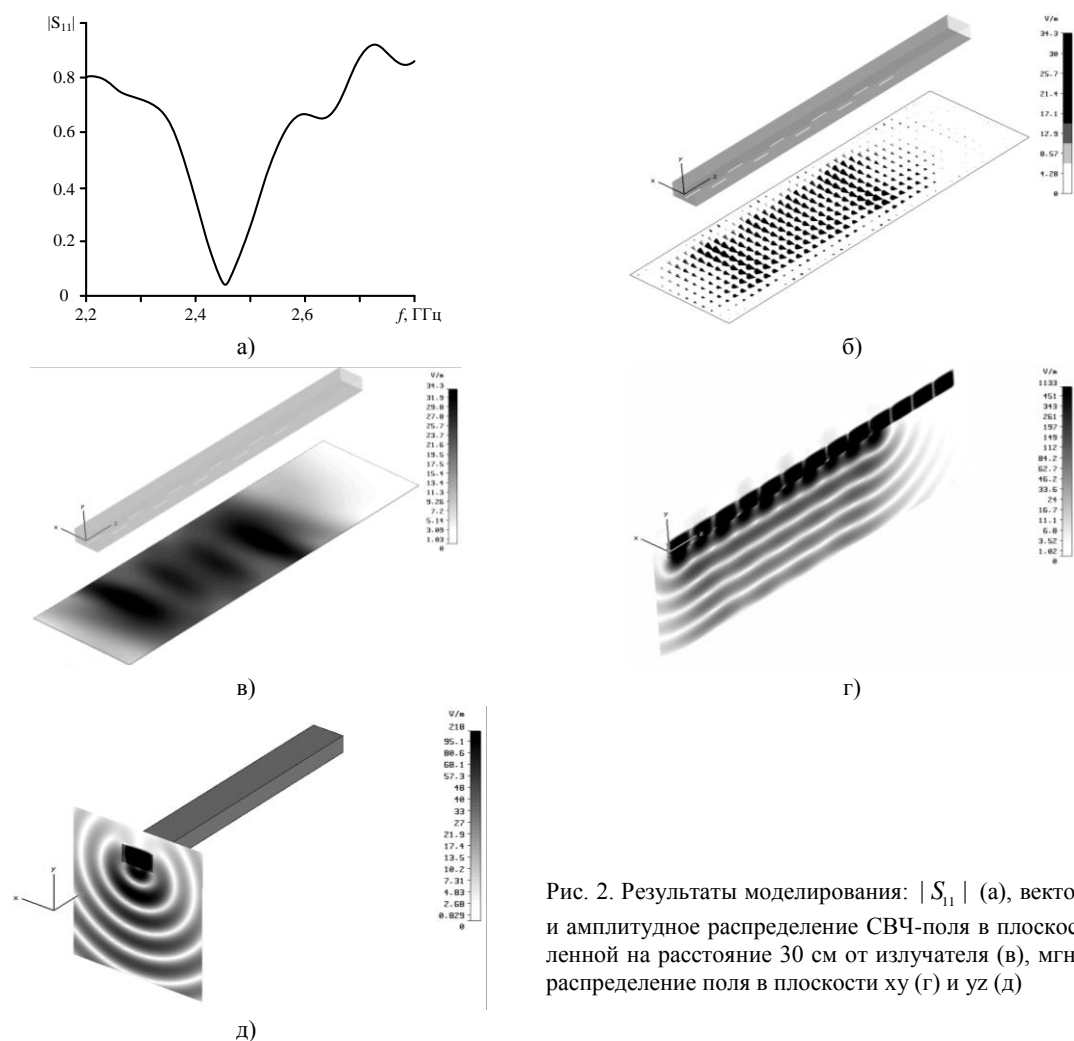 |S₁₁|
0.8
0.6
0.4
0.2
0
2,2
2,4
2,6
f, ГГц
а)
V/m
34.3
30
25.7
21.4
17.1
12.9
8.57
4.28
0
x
y
z
б)
V/m
34.3
31.9
29.8
27.8
25.7
23.7
21.6
19.5
17.5
15.4
13.4
11.3
9.26
7.2
5.14
3.09
1.03
0
x
y
z
в)
V/m
1133
451
343
261
197
149
112
84.2
62.7
46.2
33.6
24
16.7
11.1
6.8
3.52
1.02
0
x
y
г)
V/m
218
95.1
80.6
68.1
57.3
48
40
33
27
21.9
17.4
13.5
10.2
7.31
4.83
2.68
0.829
0
x
y
д)
Рис. 2. Результаты моделирования: | S₁₁ | (а), векто
и амплитудное распределение СВЧ-поля в плоскос
ленной на расстояние 30 см от излучателя (в), мгн
распределение поля в плоскости xy (г) и yz (д)